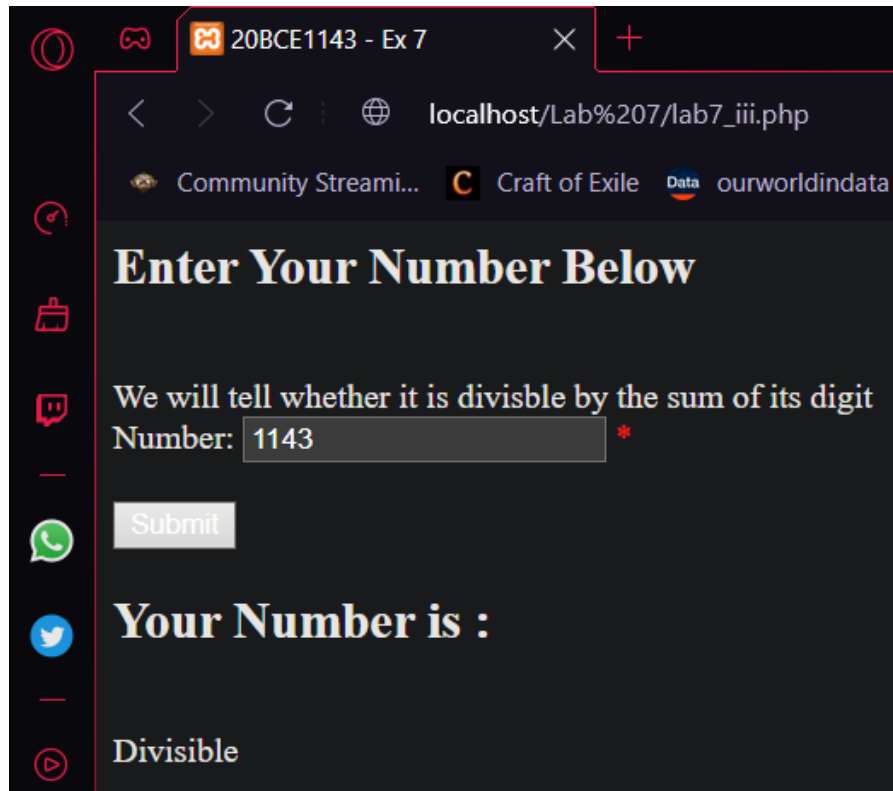 20BCE1143 - Ex 7
localhost/Lab%207/lab7_iii.php
Community Streami... C Craft of Exile Data ourworldindata
Enter Your Number Below
We will tell whether it is divisble by the sum of its digit
Number: 1143 *
Submit
Your Number is :
Divisible